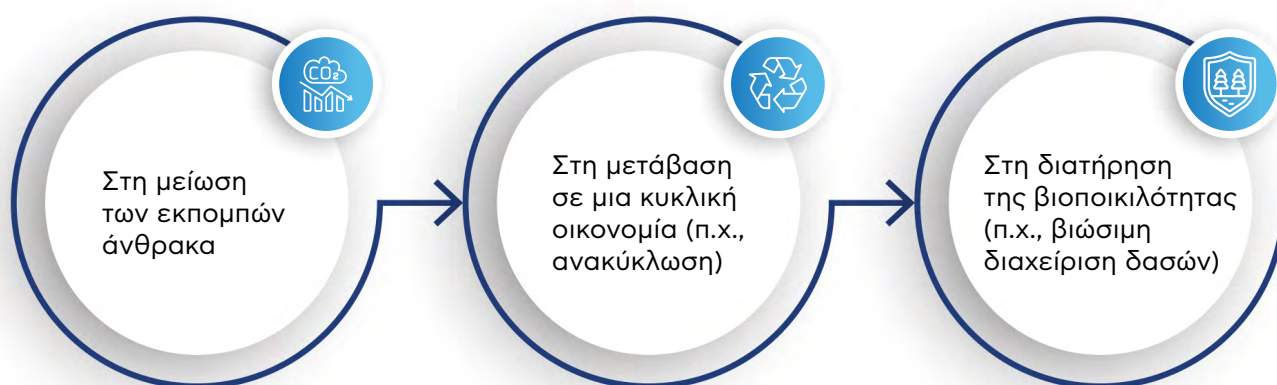 CO₂
Στη μείωση
των εκπομπών
άνθρακα
Στη μετάβαση
σε μια κυκλική
οικονομία (π.χ.,
ανακύκλωση)
Στη διατήρηση
της βιοποικιλότητας
(π.χ., βιώσιμη
διαχείριση δασών)